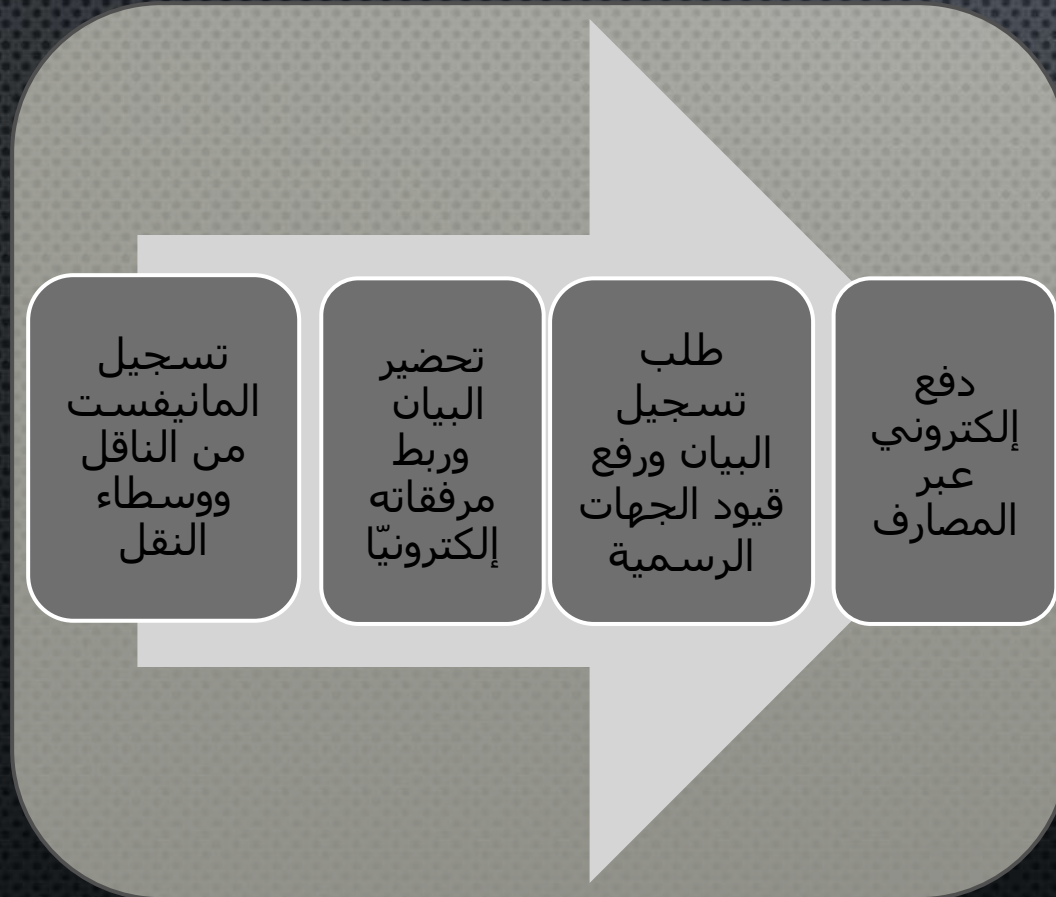 تسجيل
المانيفست
من الناقل
ووسطاء
النقل
تحضير
البيان
وربط
مرفقاته
إلكترونيّا
طلب
تسجيل
البيان ورفع
قيود الجهات
الرسمية
دفع
إلكتروني
عبر
المصارف